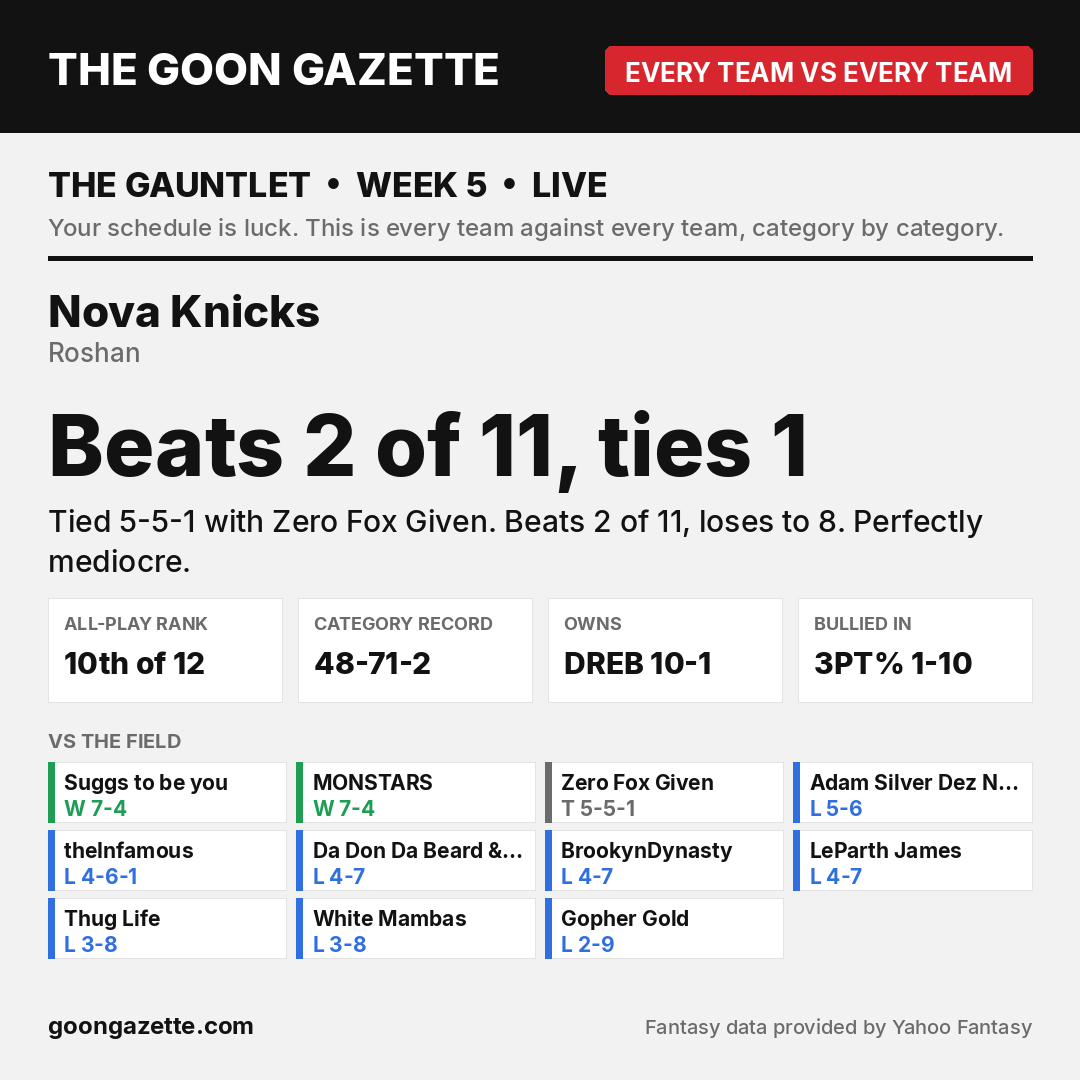 THE GOON GAZETTE
EVERY TEAM VS EVERY TEAM
THE GAUNTLET • WEEK 5 • LIVE
Your schedule is luck. This is every team against every team, category by category.
Nova Knicks
Roshan
Beats 2 of 11, ties 1
Tied 5-5-1 with Zero Fox Given. Beats 2 of 11, loses to 8. Perfectly
mediocre.
ALL-PLAY RANK
10th of 12
CATEGORY RECORD
48-71-2
OWNS
DREB 10-1
BULLIED IN
3PT% 1-10
VS THE FIELD
Suggs to be you
W 7-4
MONSTARS
W 7-4
Zero Fox Given
T 5-5-1
Adam Silver Dez N...
L 5-6
theInfamous
L 4-6-1
Da Don Da Beard &...
L 4-7
BrookynDynasty
L 4-7
LeParth James
L 4-7
Thug Life
L 3-8
White Mambas
L 3-8
Gopher Gold
L 2-9
goongazette.com
Fantasy data provided by Yahoo Fantasy